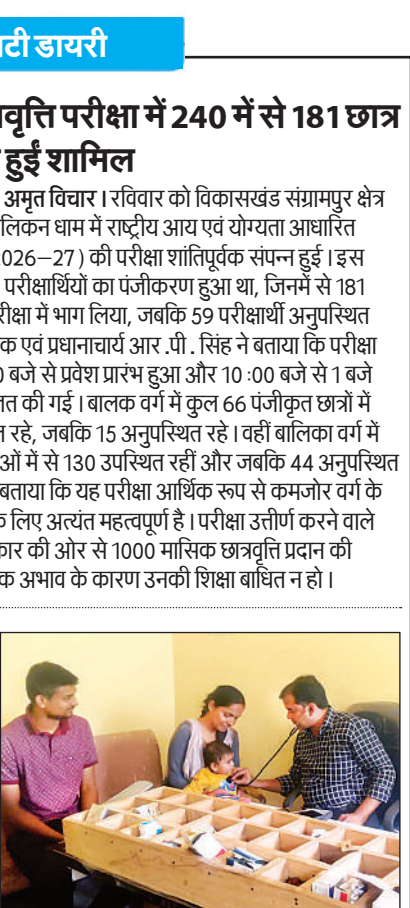 टी डायरी
वृत्ति परीक्षा में 240 में से 181 छात्र
हुईं शामिल
अमृत विचार। रविवार को विकासखंड संग्रामपुर क्षेत्र
लिकन धाम में राष्ट्रीय आय एवं योग्यता आधारित
026–27) की परीक्षा शांतिपूर्वक संपन्न हुई। इस
परीक्षार्थियों का पंजीकरण हुआ था, जिनमें से 181
रीक्षा में भाग लिया, जबकि 59 परीक्षार्थी अनुपस्थित
क एवं प्रधानाचार्य आर.पी. सिंह ने बताया कि परीक्षा
0 बजे से प्रवेश प्रारंभ हुआ और 10:00 बजे से 1 बजे
त की गई। बालक वर्ग में कुल 66 पंजीकृत छात्रों में
त रहे, जबकि 15 अनुपस्थित रहे। वहीं बालिका वर्ग में
ओं में से 130 उपस्थित रहीं और जबकि 44 अनुपस्थित
बताया कि यह परीक्षा आर्थिक रूप से कमजोर वर्ग के
के लिए अत्यंत महत्वपूर्ण है। परीक्षा उत्तीर्ण करने वाले
कार की ओर से 1000 मासिक छात्रवृत्ति प्रदान की
क अभाव के कारण उनकी शिक्षा बाधित न हो।